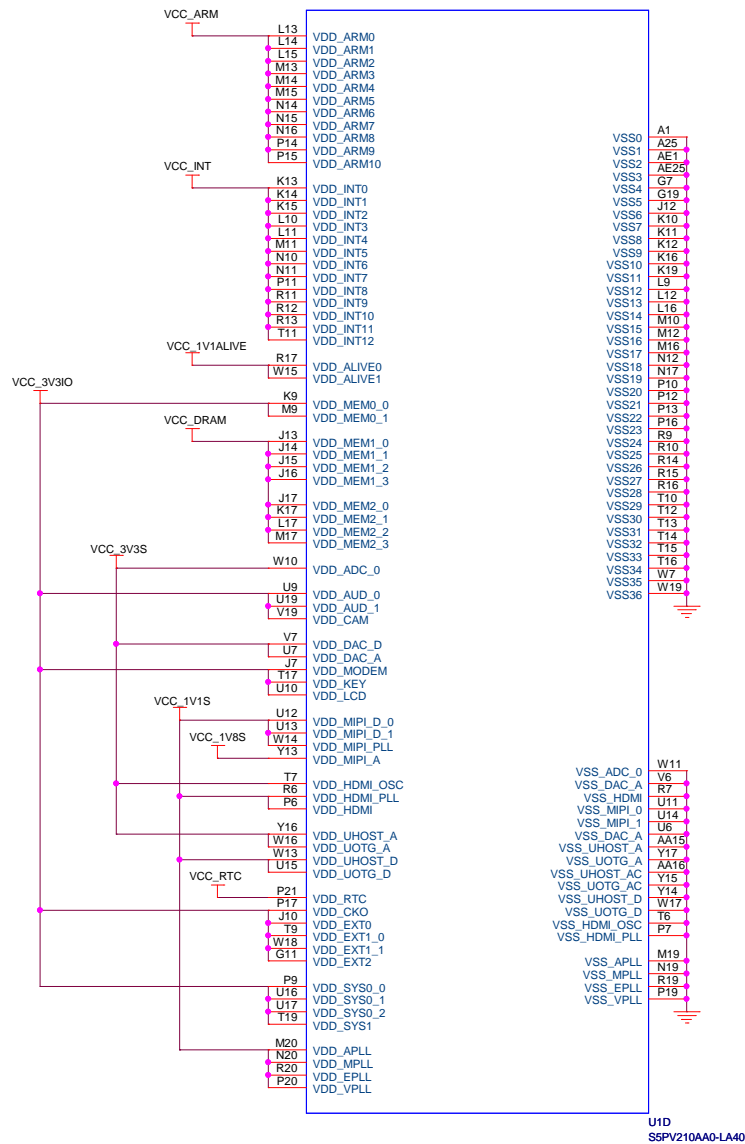 VCC_ARM
L13 VDD_ARM0
L14 VDD_ARM1
L15 VDD_ARM2
M13 VDD_ARM3
M14 VDD_ARM4
M15 VDD_ARM5
N14 VDD_ARM6
N15 VDD_ARM7
N16 VDD_ARM8
P14 VDD_ARM9
P15 VDD_ARM10
VCC_INT
K13 VDD_INT0
K14 VDD_INT1
K15 VDD_INT2
L10 VDD_INT3
L11 VDD_INT4
M11 VDD_INT5
N10 VDD_INT6
N11 VDD_INT7
P11 VDD_INT8
R11 VDD_INT9
R12 VDD_INT10
R13 VDD_INT11
T11 VDD_INT12
VCC_1V1ALIVE
R17 VDD_ALIVE0
W15 VDD_ALIVE1
VCC_3V3IO
K9 VDD_MEM0_0
M9 VDD_MEM0_1
VCC_DRAM
J13 VDD_MEM1_0
J14 VDD_MEM1_1
J15 VDD_MEM1_2
J16 VDD_MEM1_3
J17 VDD_MEM2_0
K17 VDD_MEM2_1
L17 VDD_MEM2_2
M17 VDD_MEM2_3
VCC_3V3S
W10 VDD_ADC_0
U9 VDD_AUD_0
U19 VDD_AUD_1
V19 VDD_CAM
V7 VDD_DAC_D
U7 VDD_DAC_A
J7 VDD_MODEM
T17 VDD_KEY
U10 VDD_LCD
VCC_1V1S
U12 VDD_MIPI_D_0
U13 VDD_MIPI_D_1
W14 VDD_MIPI_PLL
VCC_1V8S
Y13 VDD_MIPI_A
T7 VDD_HDMI_OSC
R6 VDD_HDMI_PLL
P6 VDD_HDMI
Y16 VDD_UHOST_A
W16 VDD_UOTG_A
W13 VDD_UHOST_D
U15 VDD_UOTG_D
VCC_RTC
P21 VDD_RTC
P17 VDD_CKO
J10 VDD_EXT0
T9 VDD_EXT1_0
W18 VDD_EXT1_1
G11 VDD_EXT2
P9 VDD_SYS0_0
U16 VDD_SYS0_1
U17 VDD_SYS0_2
T19 VDD_SYS1
M20 VDD_APLL
N20 VDD_MPLL
R20 VDD_EPLL
P20 VDD_VPLL
VSS0 A1
VSS1 A25
VSS2 AE1
VSS3 AE25
VSS4 G7
VSS5 G19
VSS6 J12
VSS7 K10
VSS8 K11
VSS9 K12
VSS10 K16
VSS11 K19
VSS12 L9
VSS13 L12
VSS14 L16
VSS15 M10
VSS16 M12
VSS17 M16
VSS18 N12
VSS19 N17
VSS20 P10
VSS21 P12
VSS22 P13
VSS23 P16
VSS24 R9
VSS25 R10
VSS26 R14
VSS27 R15
VSS28 R16
VSS29 T10
VSS30 T12
VSS31 T13
VSS32 T14
VSS33 T15
VSS34 T16
VSS35 W7
VSS36 W19
VSS_ADC_0 W11
VSS_DAC_A V6
VSS_HDMI R7
VSS_MIPI_0 U11
VSS_MIPI_1 U14
VSS_DAC_A U6
VSS_UHOST_A AA15
VSS_UOTG_A Y17
VSS_UHOST_AC AA16
VSS_UOTG_AC Y15
VSS_UHOST_D Y14
VSS_UOTG_D W17
VSS_HDMI_OSC T6
VSS_HDMI_PLL P7
VSS_APLL M19
VSS_MPLL N19
VSS_EPLL R19
VSS_VPLL P19
U1D
S5PV210AA0-LA40